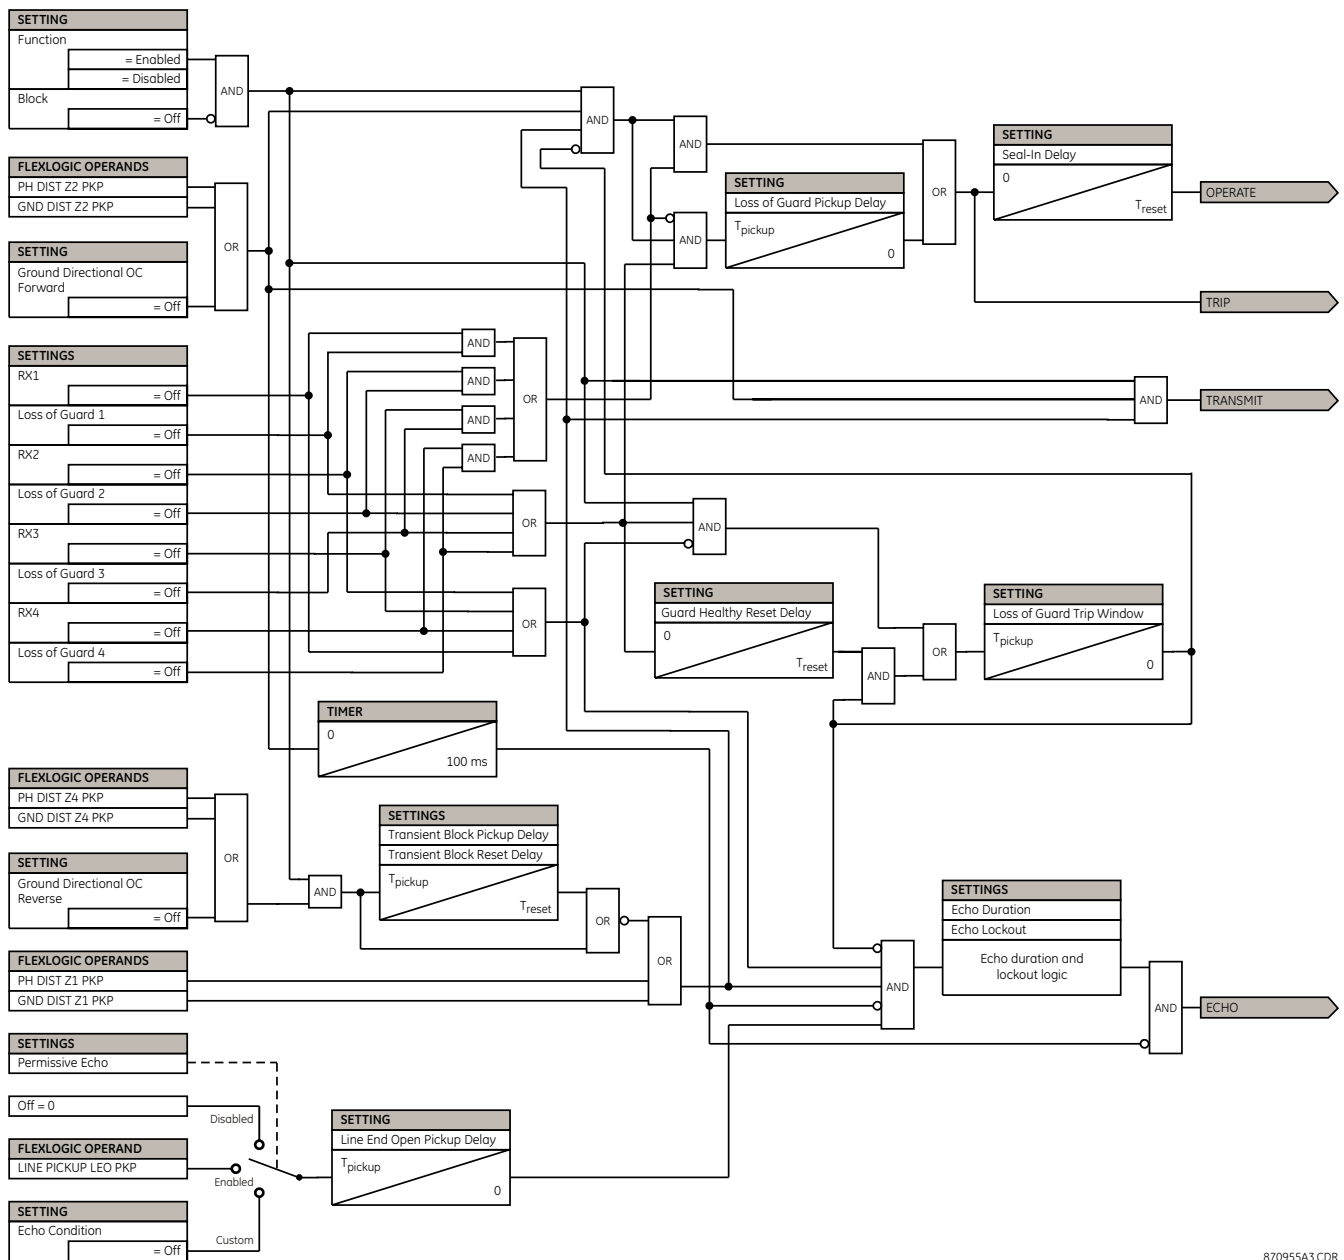 SETTING
Function
= Enabled
= Disabled
Block
= Off
AND
FLEXLOGIC OPERANDS
PH DIST Z2 PKP
GND DIST Z2 PKP
SETTING
Ground Directional OC
Forward
= Off
OR
SETTINGS
RX1
= Off
Loss of Guard 1
= Off
RX2
= Off
Loss of Guard 2
= Off
RX3
= Off
Loss of Guard 3
= Off
RX4
= Off
Loss of Guard 4
= Off
AND
AND
AND
AND
OR
OR
OR
AND
AND
AND
SETTING
Loss of Guard Pickup Delay
Tpickup
0
OR
SETTING
Seal-In Delay
0
Treset
OPERATE
TRIP
AND
TRANSMIT
AND
SETTING
Guard Healthy Reset Delay
0
Treset
AND
OR
SETTING
Loss of Guard Trip Window
Tpickup
0
TIMER
0
100 ms
FLEXLOGIC OPERANDS
PH DIST Z4 PKP
GND DIST Z4 PKP
SETTING
Ground Directional OC
Reverse
= Off
OR
AND
SETTINGS
Transient Block Pickup Delay
Transient Block Reset Delay
Tpickup
Treset
OR
OR
FLEXLOGIC OPERANDS
PH DIST Z1 PKP
GND DIST Z1 PKP
AND
SETTINGS
Echo Duration
Echo Lockout
Echo duration and
lockout logic
AND
ECHO
SETTINGS
Permissive Echo
Off = 0
Disabled
FLEXLOGIC OPERAND
LINE PICKUP LEO PKP
Enabled
SETTING
Echo Condition
= Off
Custom
SETTING
Line End Open Pickup Delay
Tpickup
0
870955A3.CDR